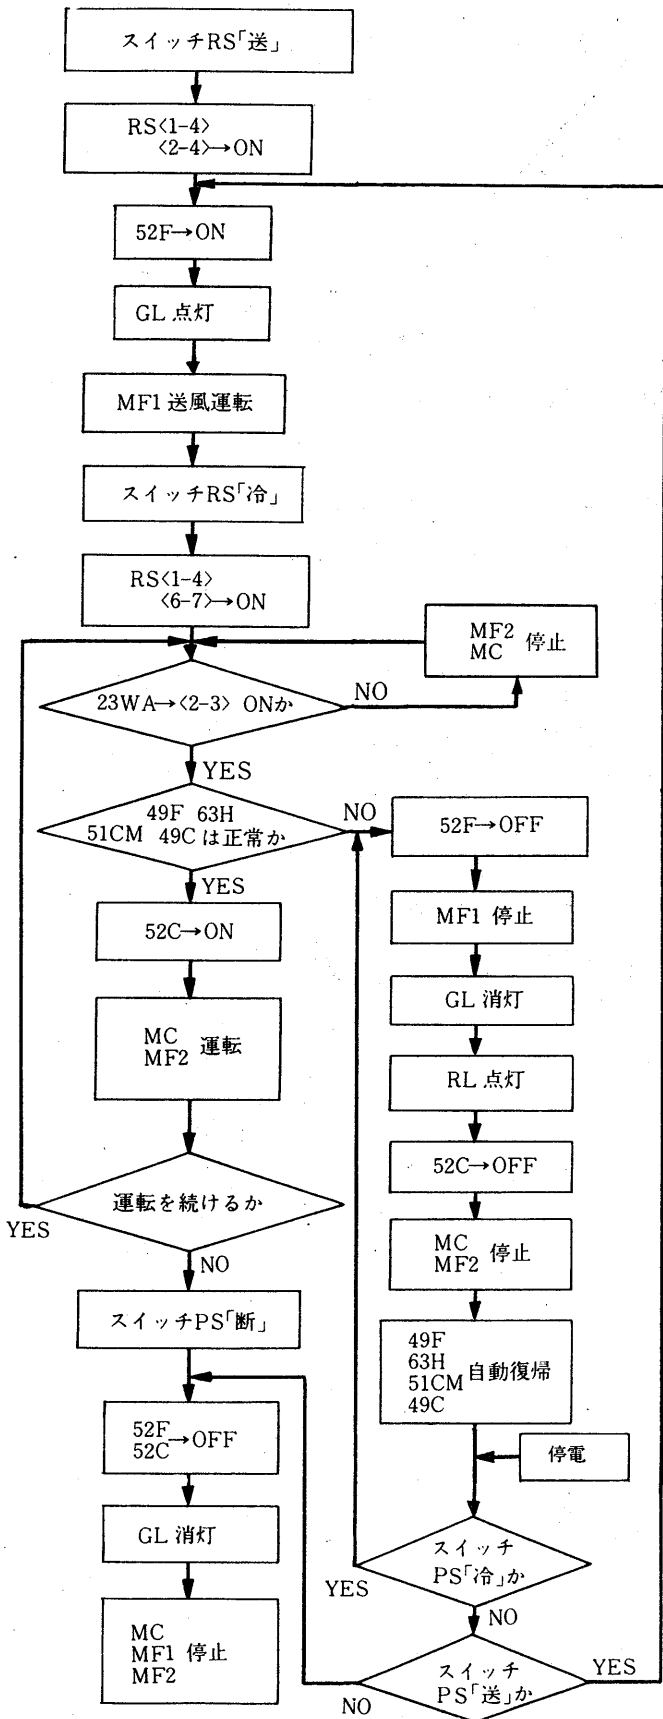 スイッチRS「送」
RS<1-4>
<2-4>→ON
52F→ON
GL 点灯
MF1 送風運転
スイッチRS「冷」
RS<1-4>
<6-7>→ON
MF2
MC 停止
23WA→<2-3> ONか
NO
YES
49F 63H
51CM 49C は正常か
NO
YES
52F→OFF
52C→ON
MF1 停止
GL 消灯
MC
MF2 運転
RL 点灯
52C→OFF
運転を続けるか
YES
NO
MC
MF2 停止
スイッチPS「断」
49F
63H
51CM 自動復帰
49C
52F
52C→OFF
停電
GL 消灯
スイッチ
PS「冷」か
YES
NO
MC
MF1 停止
MF2
スイッチ
PS「送」か
YES
NO